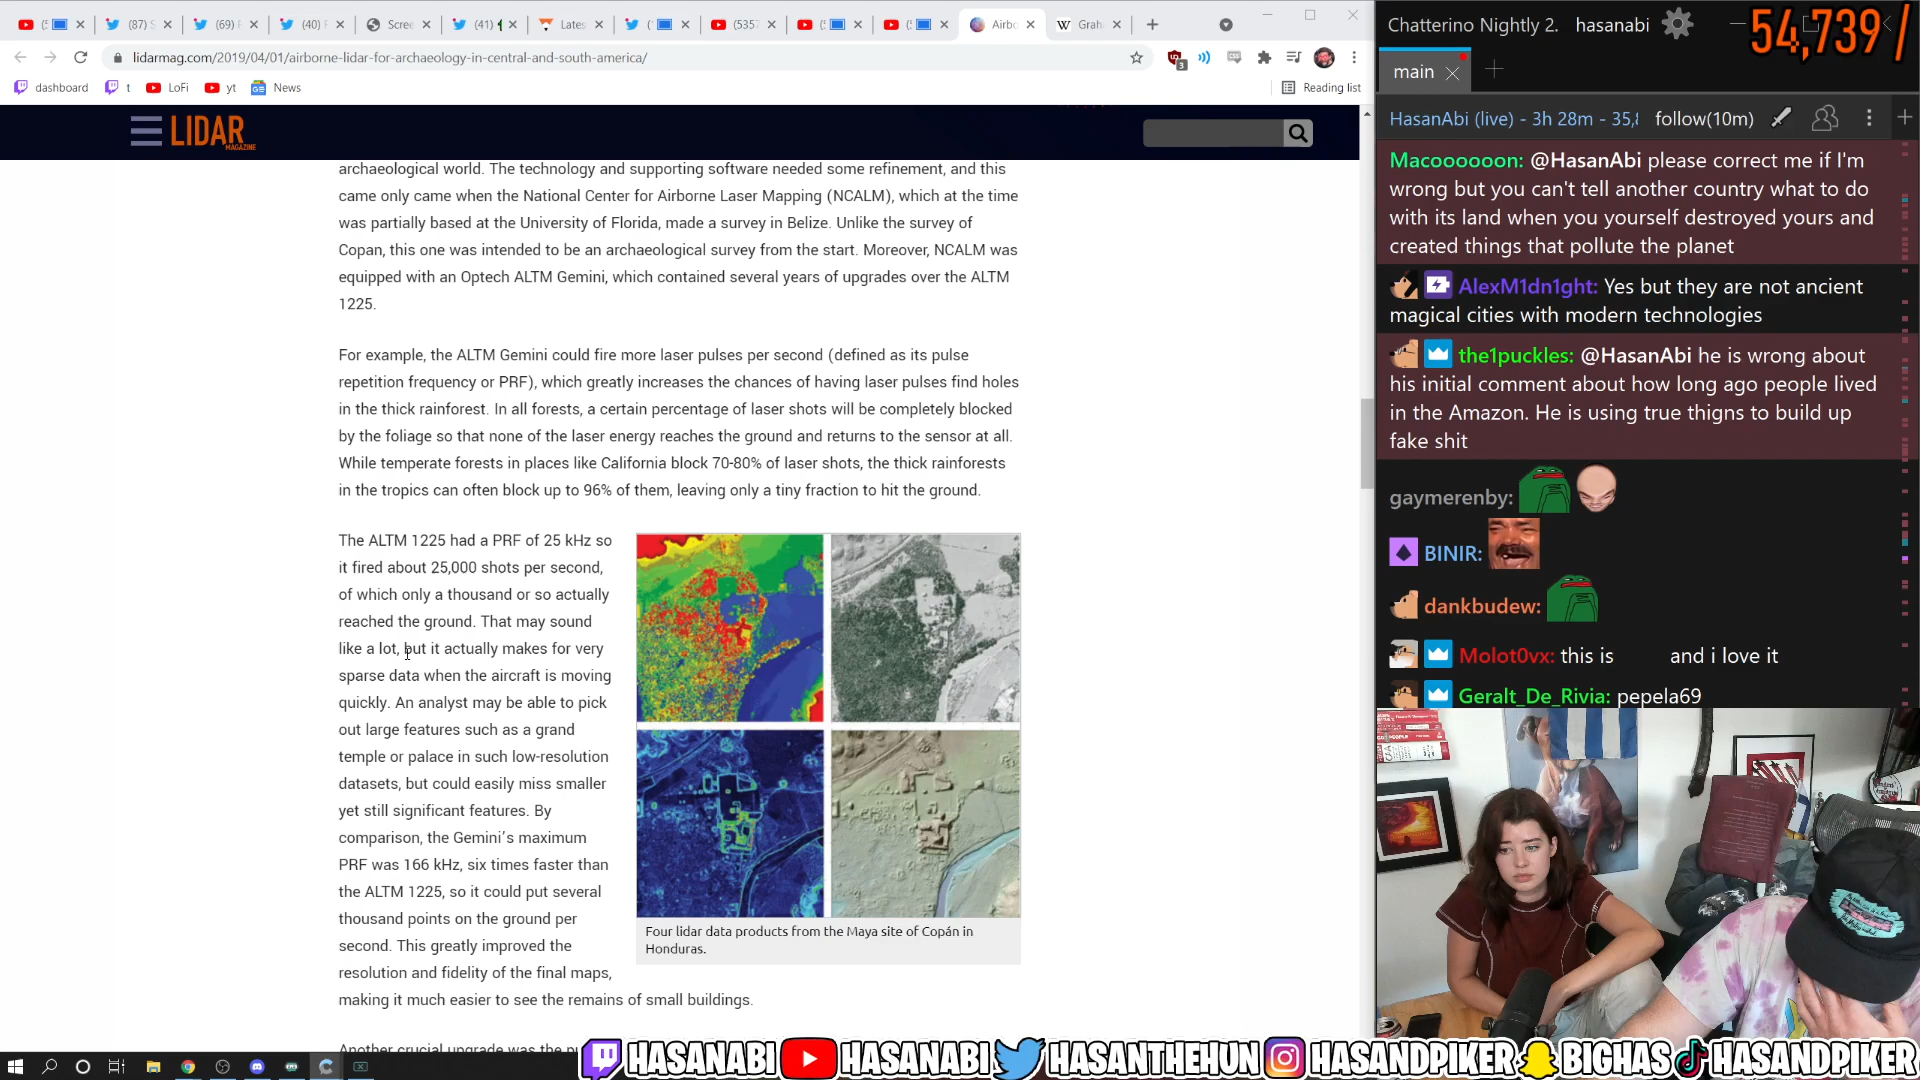 (5
(87) S
(69) F
(40) F
Scree
(41)
Lates
(
(5357
(5
(5
Airbo
W Grah
lidarmag.com/2019/04/01/airborne-lidar-for-archaeology-in-central-and-south-america/
3
dashboard
t
LoFi
yt
News
Reading list
LIDAR
MAGAZINE
archaeological world. The technology and supporting software needed some refinement, and this
came only came when the National Center for Airborne Laser Mapping (NCALM), which at the time
was partially based at the University of Florida, made a survey in Belize. Unlike the survey of
Copan, this one was intended to be an archaeological survey from the start. Moreover, NCALM was
equipped with an Optech ALTM Gemini, which contained several years of upgrades over the ALTM
1225.
For example, the ALTM Gemini could fire more laser pulses per second (defined as its pulse
repetition frequency or PRF), which greatly increases the chances of having laser pulses find holes
in the thick rainforest. In all forests, a certain percentage of laser shots will be completely blocked
by the foliage so that none of the laser energy reaches the ground and returns to the sensor at all.
While temperate forests in places like California block 70-80% of laser shots, the thick rainforests
in the tropics can often block up to 96% of them, leaving only a tiny fraction to hit the ground.
The ALTM 1225 had a PRF of 25 kHz so
it fired about 25,000 shots per second,
of which only a thousand or so actually
reached the ground. That may sound
like a lot, but it actually makes for very
sparse data when the aircraft is moving
quickly. An analyst may be able to pick
out large features such as a grand
temple or palace in such low-resolution
datasets, but could easily miss smaller
yet still significant features. By
comparison, the Gemini's maximum
PRF was 166 kHz, six times faster than
the ALTM 1225, so it could put several
thousand points on the ground per
second. This greatly improved the
resolution and fidelity of the final maps,
making it much easier to see the remains of small buildings.
Four lidar data products from the Maya site of Copán in
Honduras.
Another crucial upgrade was the pu
Chatterino Nightly 2.
hasanabi
54,739 /
main
HasanAbi (live) - 3h 28m - 35,8
follow(10m)
Macoooooon: @HasanAbi please correct me if I'm
wrong but you can't tell another country what to do
with its land when you yourself destroyed yours and
created things that pollute the planet
AlexM1dn1ght: Yes but they are not ancient
magical cities with modern technologies
the1puckles: @HasanAbi he is wrong about
his initial comment about how long ago people lived
in the Amazon. He is using true thigns to build up
fake shit
gaymerenby:
BINIR:
dankbudew:
Molot0vx: this is and i love it
Geralt_De_Rivia: pepela69
HASANABI
HASANABI
HASANTHEHUN
HASANDPIKER
BIGHAS
HASANDPIKER